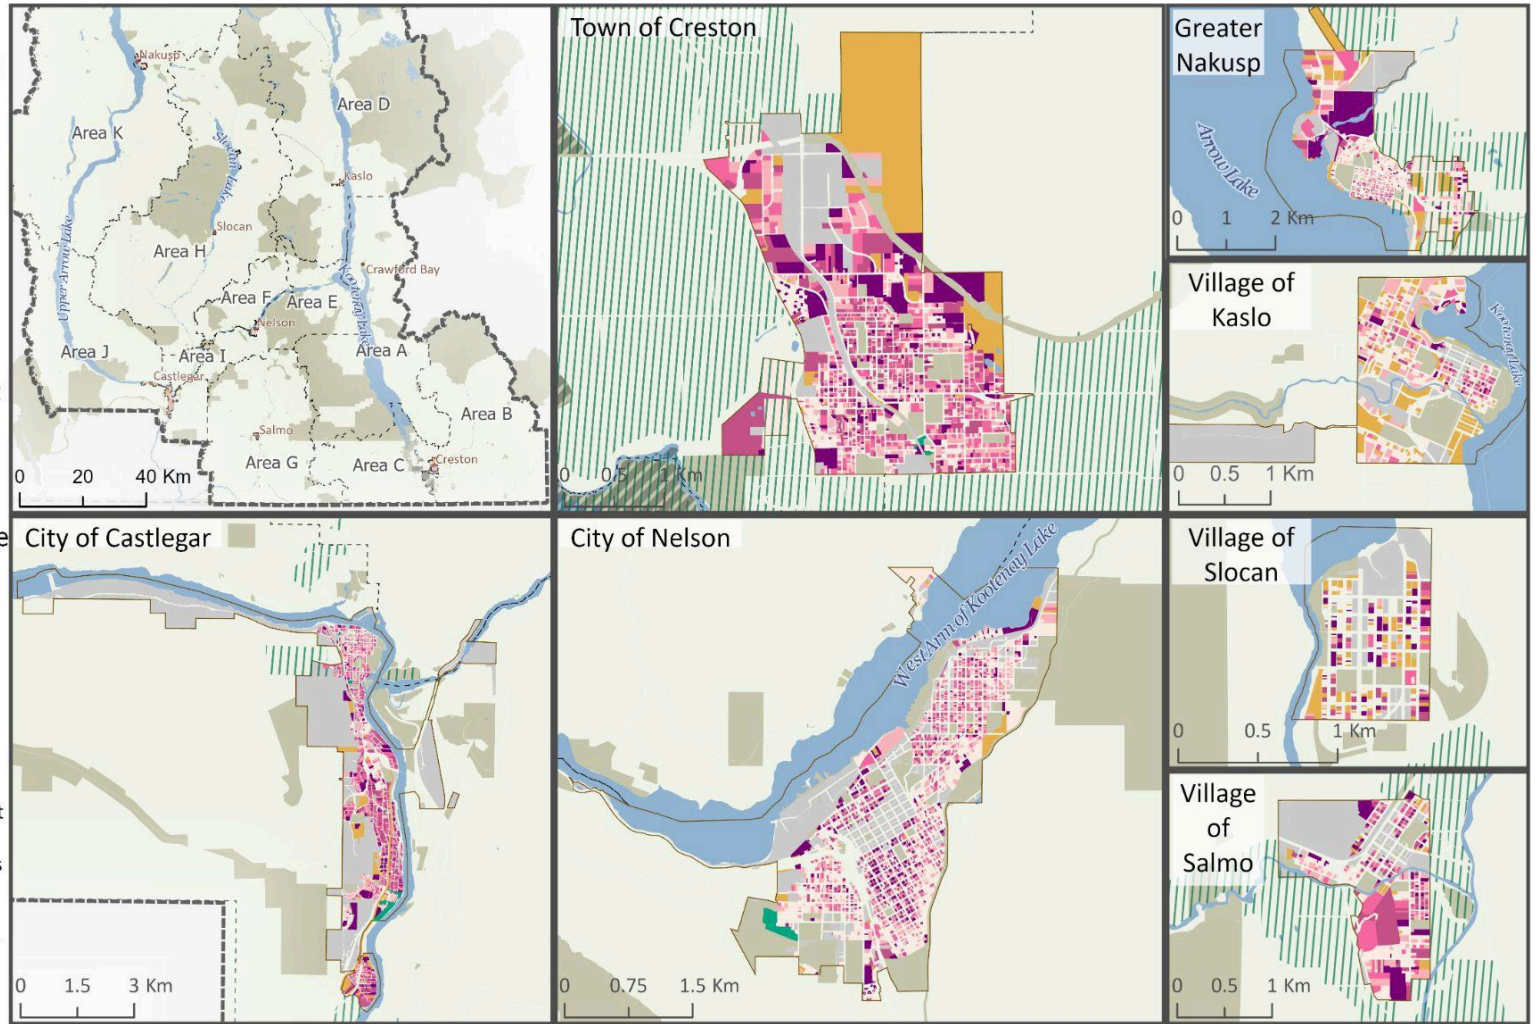 Nakusp
Area D
Area K
Slocan Lake
Kaslo
Slocan
Area H
Upper Arrow Lake
Crawford Bay
Area F
Area E
Kootenay Lake
Nelson
Area J
Area I
Area A
Castlegar
Area B
Salmo
Area G
Area C
Creston
0 20 40 Km
Town of Creston
0 0.5 1 Km
Greater
Nakusp
Arrow Lake
0 1 2 Km
Village of
Kaslo
Kootenay Lake
0 0.5 1 Km
City of Castlegar
0 1.5 3 Km
City of Nelson
West Arm of Kootenay Lake
0 0.75 1.5 Km
Village of
Slocan
0 0.5 1 Km
Village
of
Salmo
0 0.5 1 Km